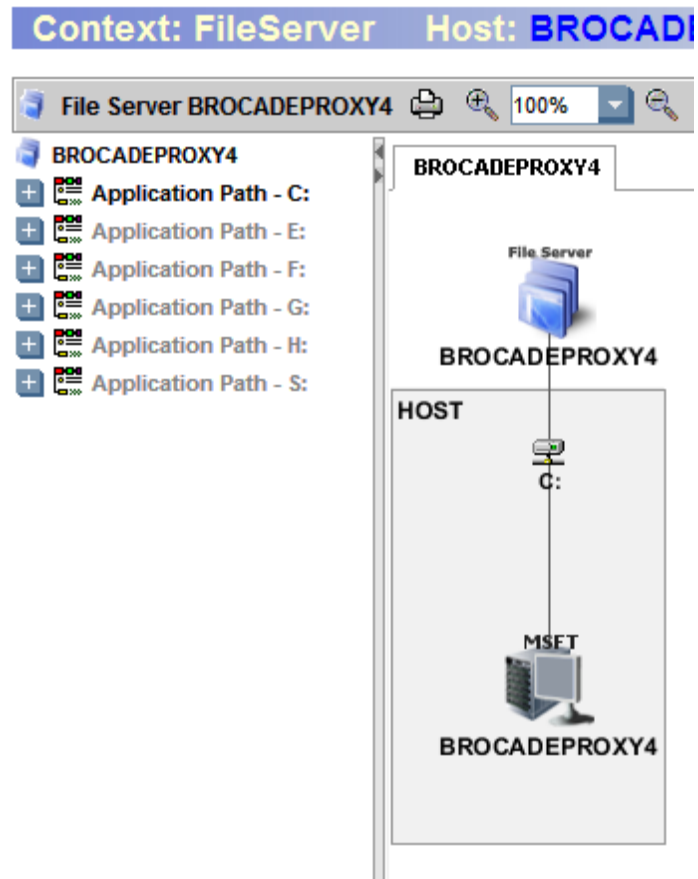 Context: FileServer Host: BROCADE
File Server BROCADEPROXY4 100%
BROCADEPROXY4
Application Path - C:
Application Path - E:
Application Path - F:
Application Path - G:
Application Path - H:
Application Path - S:
BROCADEPROXY4
File Server
BROCADEPROXY4
HOST
C:
MSFT
BROCADEPROXY4